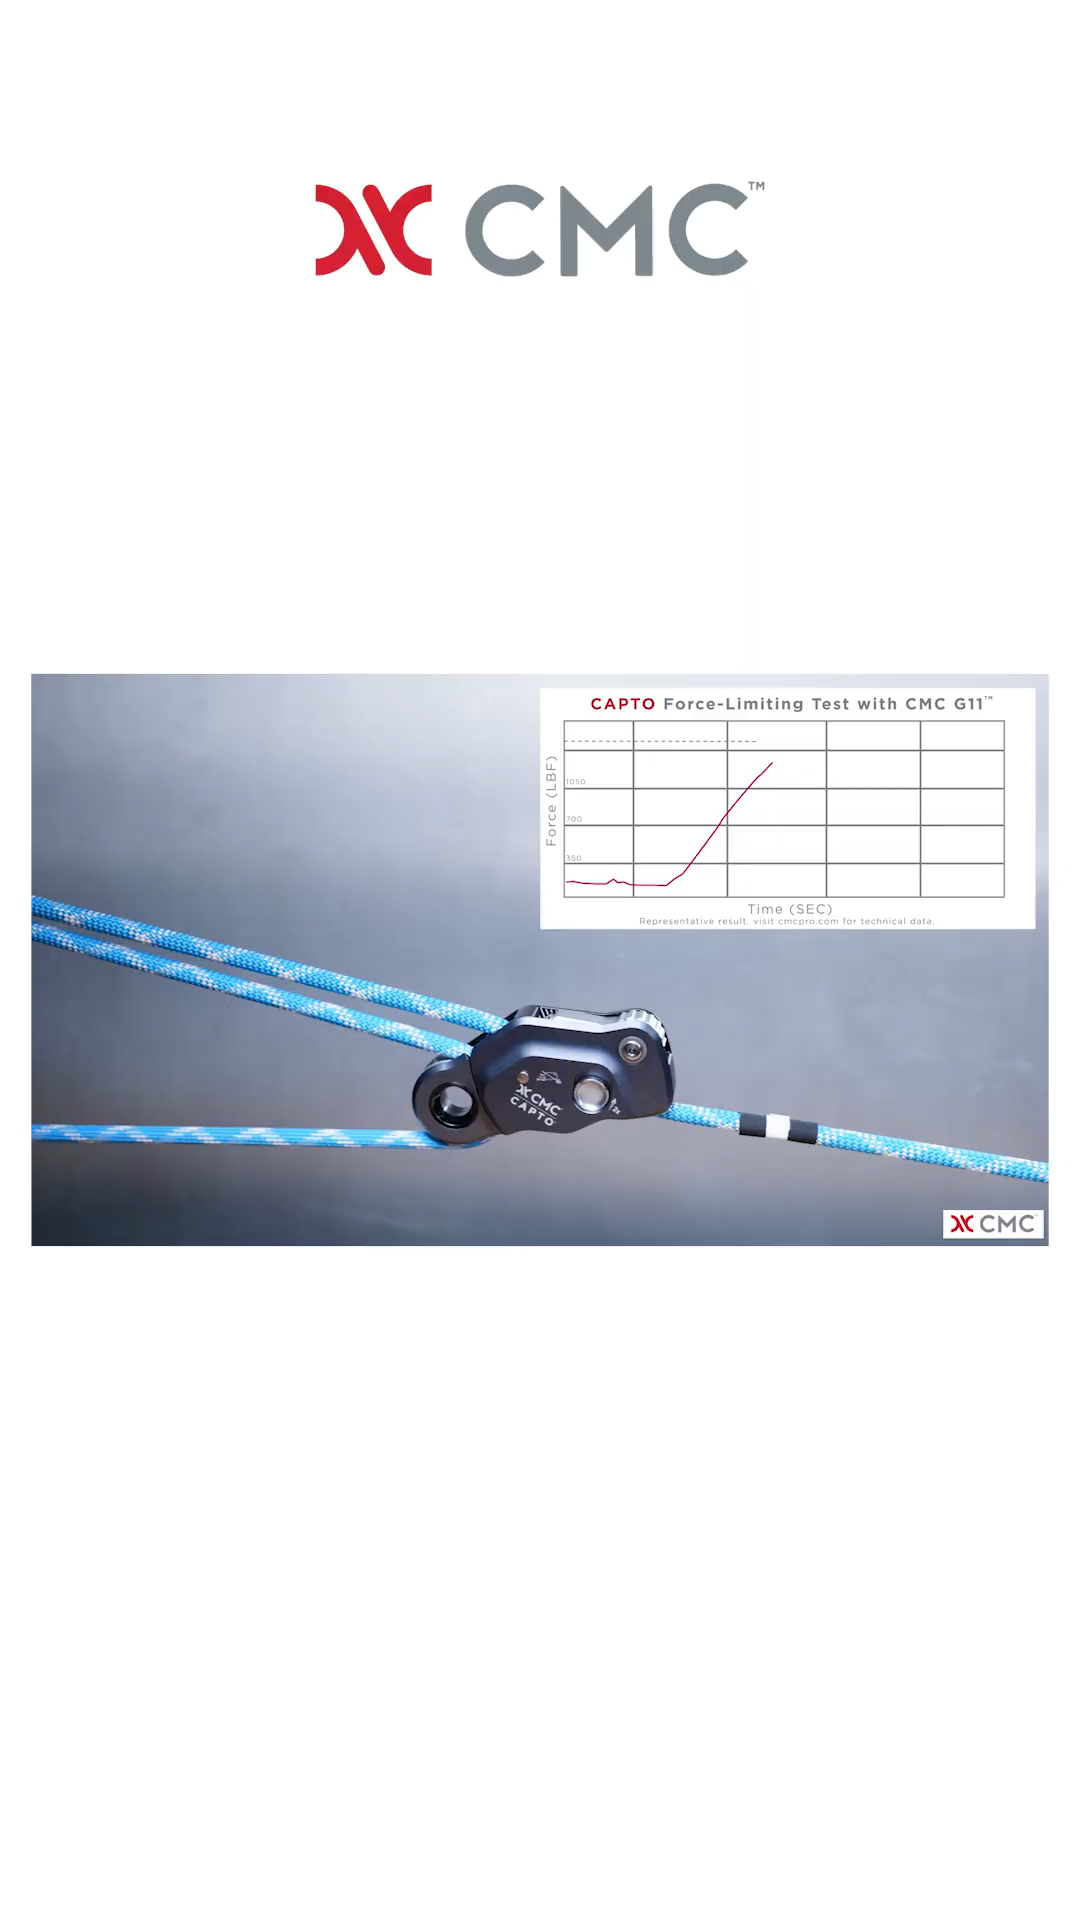 CMC™
CAPTO Force-Limiting Test with CMC G11™
Force (LBF)
1050
700
350
Time (SEC)
Representative result, visit cmcpro.com for technical data.
CMC
CAPTO
2x
CMC